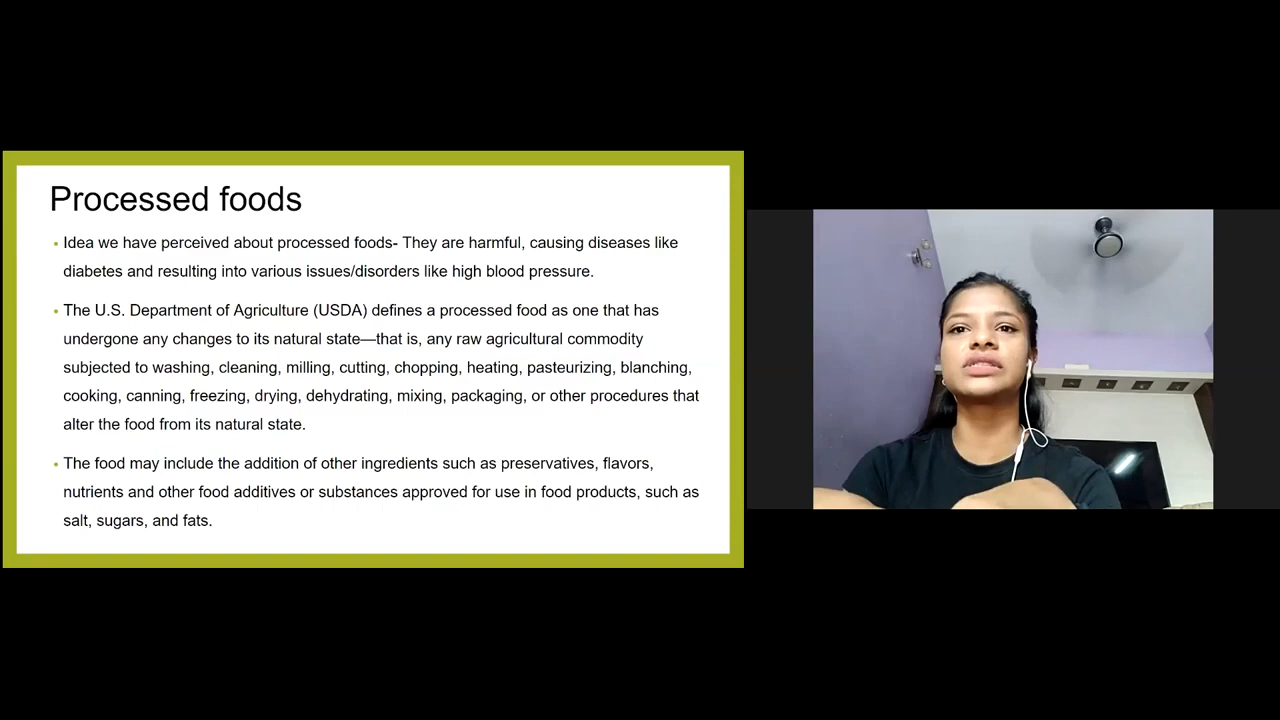 Processed foods
• Idea we have perceived about processed foods- They are harmful, causing diseases like
diabetes and resulting into various issues/disorders like high blood pressure.
• The U.S. Department of Agriculture (USDA) defines a processed food as one that has
undergone any changes to its natural state—that is, any raw agricultural commodity
subjected to washing, cleaning, milling, cutting, chopping, heating, pasteurizing, blanching,
cooking, canning, freezing, drying, dehydrating, mixing, packaging, or other procedures that
alter the food from its natural state.
• The food may include the addition of other ingredients such as preservatives, flavors,
nutrients and other food additives or substances approved for use in food products, such as
salt, sugars, and fats.